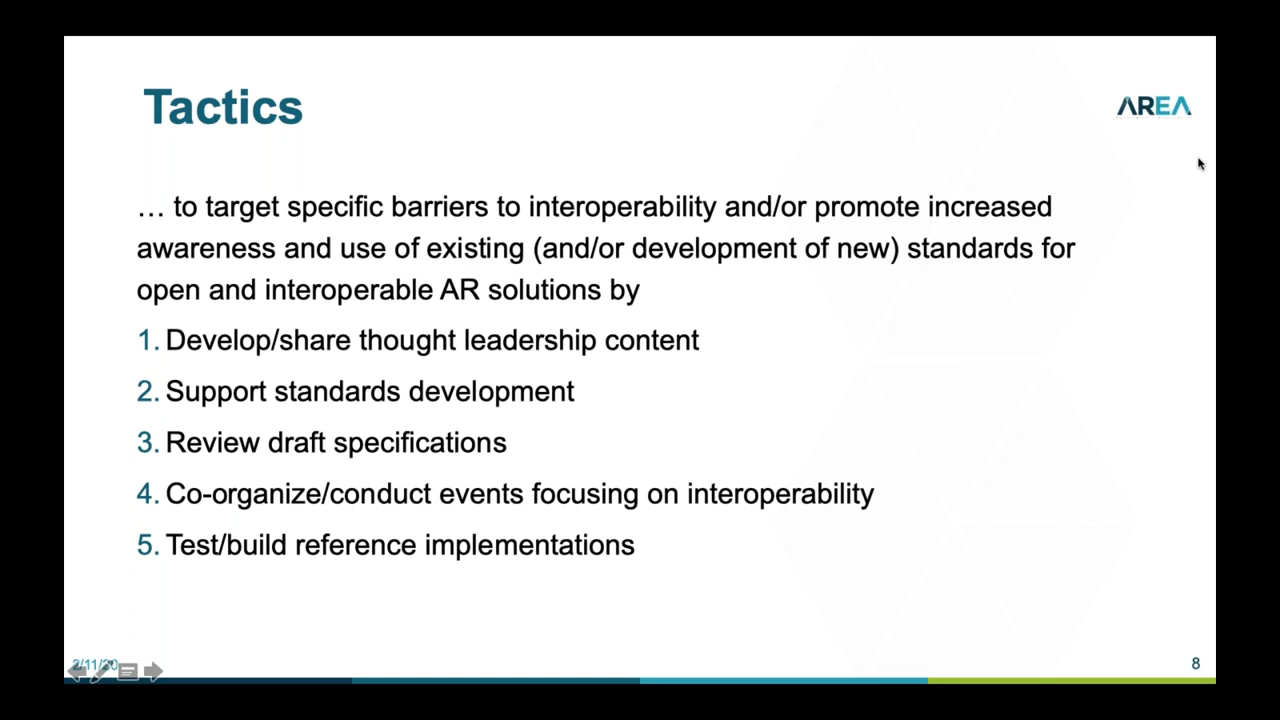 Tactics
AREA
… to target specific barriers to interoperability and/or promote increased
awareness and use of existing (and/or development of new) standards for
open and interoperable AR solutions by
1. Develop/share thought leadership content
2. Support standards development
3. Review draft specifications
4. Co-organize/conduct events focusing on interoperability
5. Test/build reference implementations
2/11/20
8